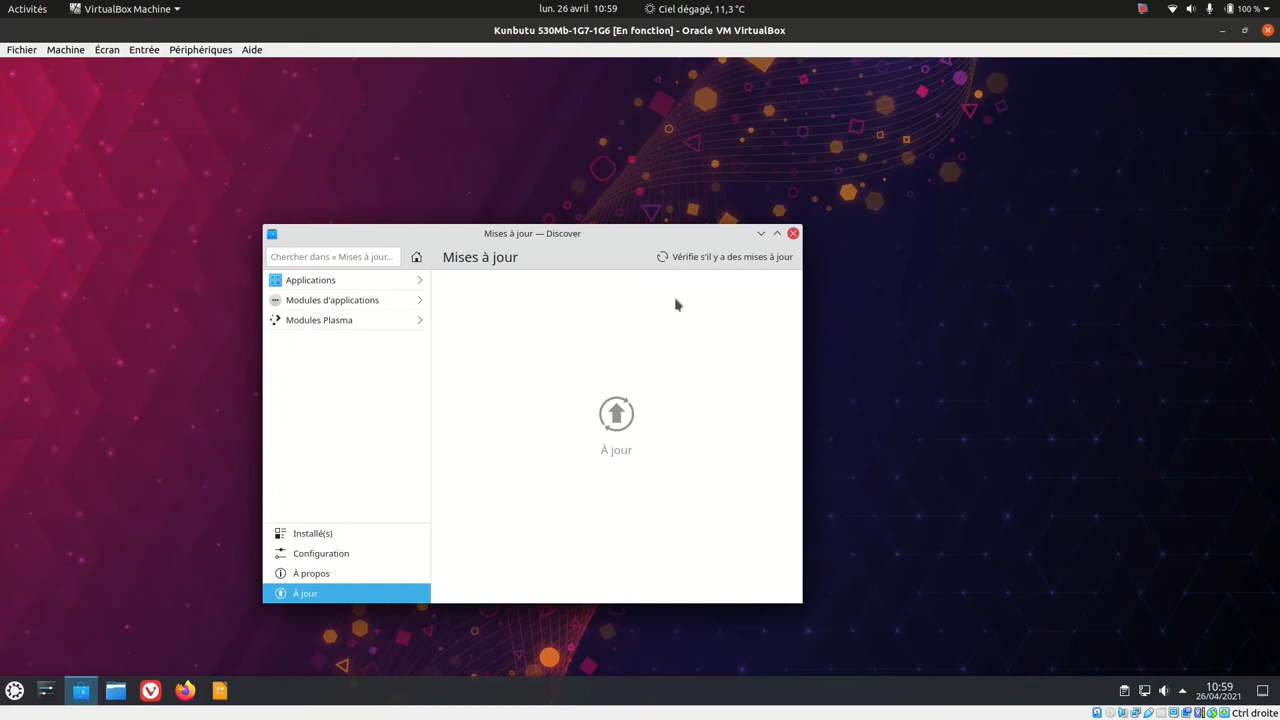 Activités
VirtualBox Machine
lun. 26 avril 10:59
Ciel dégagé, 11,3 °C
100 %
Kunbutu 530Mb-1G7-1G6 [En fonction] - Oracle VM VirtualBox
Fichier Machine Écran Entrée Périphériques Aide
Mises à jour — Discover
Chercher dans « Mises à jour...
Mises à jour
Vérifie s'il y a des mises à jour
Applications
Modules d'applications
Modules Plasma
À jour
Installé(s)
Configuration
À propos
À jour
10:59
26/04/2021
Ctrl droite